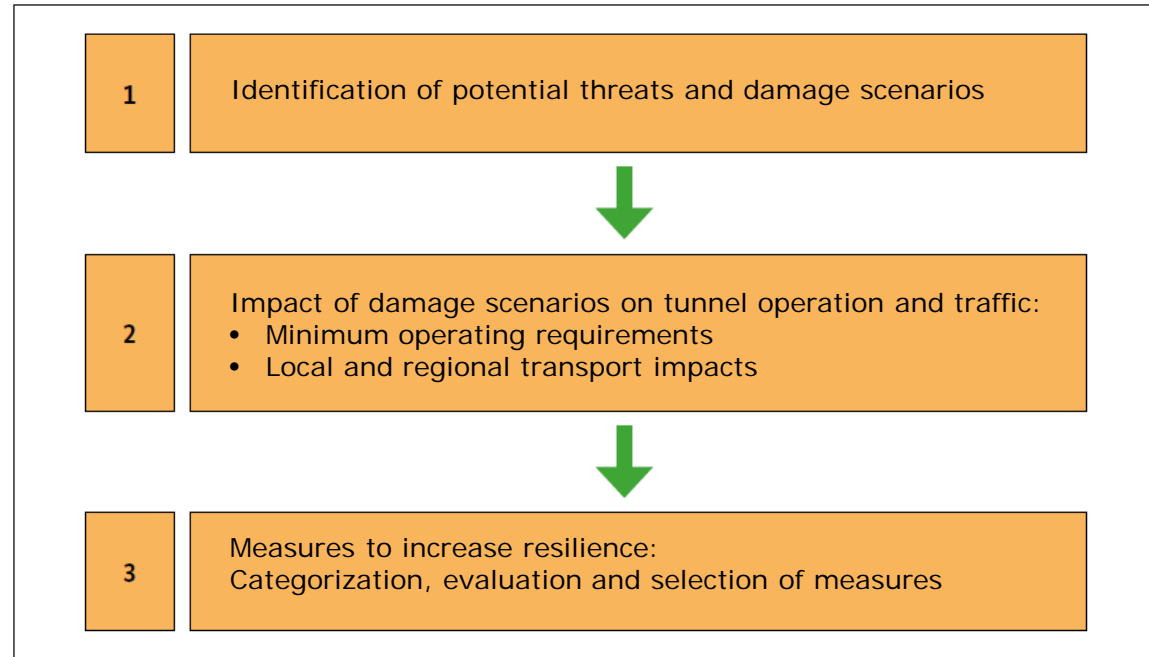 1
Identification of potential threats and damage scenarios
2
Impact of damage scenarios on tunnel operation and traffic:
• Minimum operating requirements
• Local and regional transport impacts
3
Measures to increase resilience:
Categorization, evaluation and selection of measures